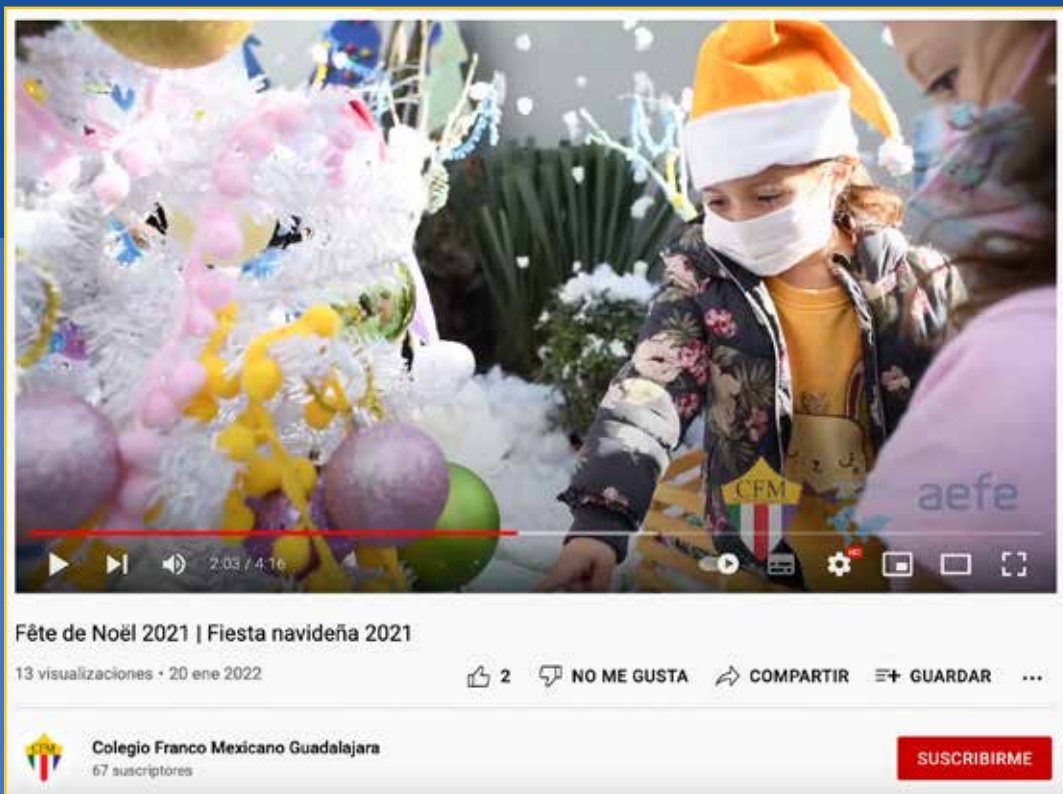 CFM
aefe
2:03 / 4:16
HD
Fête de Noël 2021 | Fiesta navideña 2021
13 visualizaciones • 20 ene 2022
2 NO ME GUSTA COMPARTIR GUARDAR
CFM
Colegio Franco Mexicano Guadalajara
67 suscriptores
SUSCRIBIRME